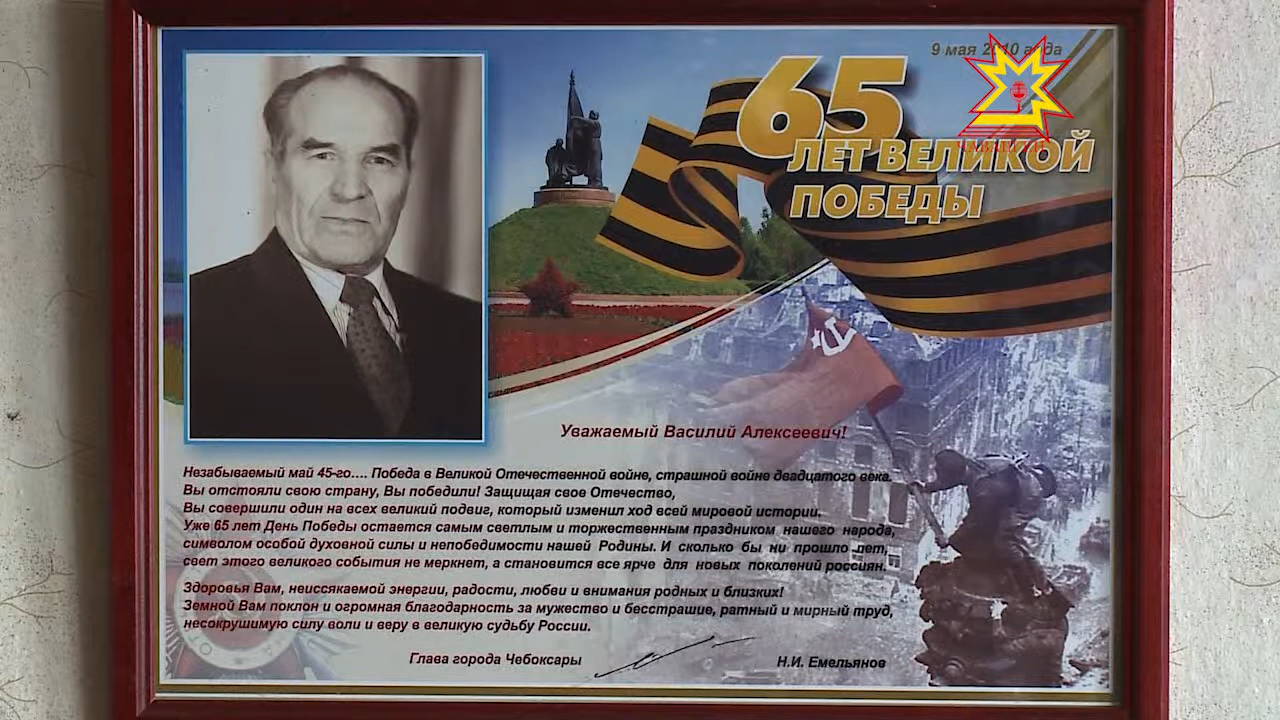 9 мая 2010 года
65
ЛЕТ ВЕЛИКОЙ
ПОБЕДЫ
Уважаемый Василий Алексеевич!
Незабываемый май 45-го.... Победа в Великой Отечественной войне, страшной войне двадцатого века.
Вы отстояли свою страну, Вы победили! Защищая свое Отечество,
Вы совершили один на всех великий подвиг, который изменил ход всей мировой истории.
Уже 65 лет День Победы остается самым светлым и торжественным праздником нашего народа,
символом особой духовной силы и непобедимости нашей Родины. И сколько бы ни прошло лет,
свет этого великого события не меркнет, а становится все ярче для новых поколений россиян.
Здоровья Вам, неиссякаемой энергии, радости, любви и внимания родных и близких!
Земной Вам поклон и огромная благодарность за мужество и бесстрашие, ратный и мирный труд,
несокрушимую силу воли и веру в великую судьбу России.
Глава города Чебоксары
Н.И. Емельянов